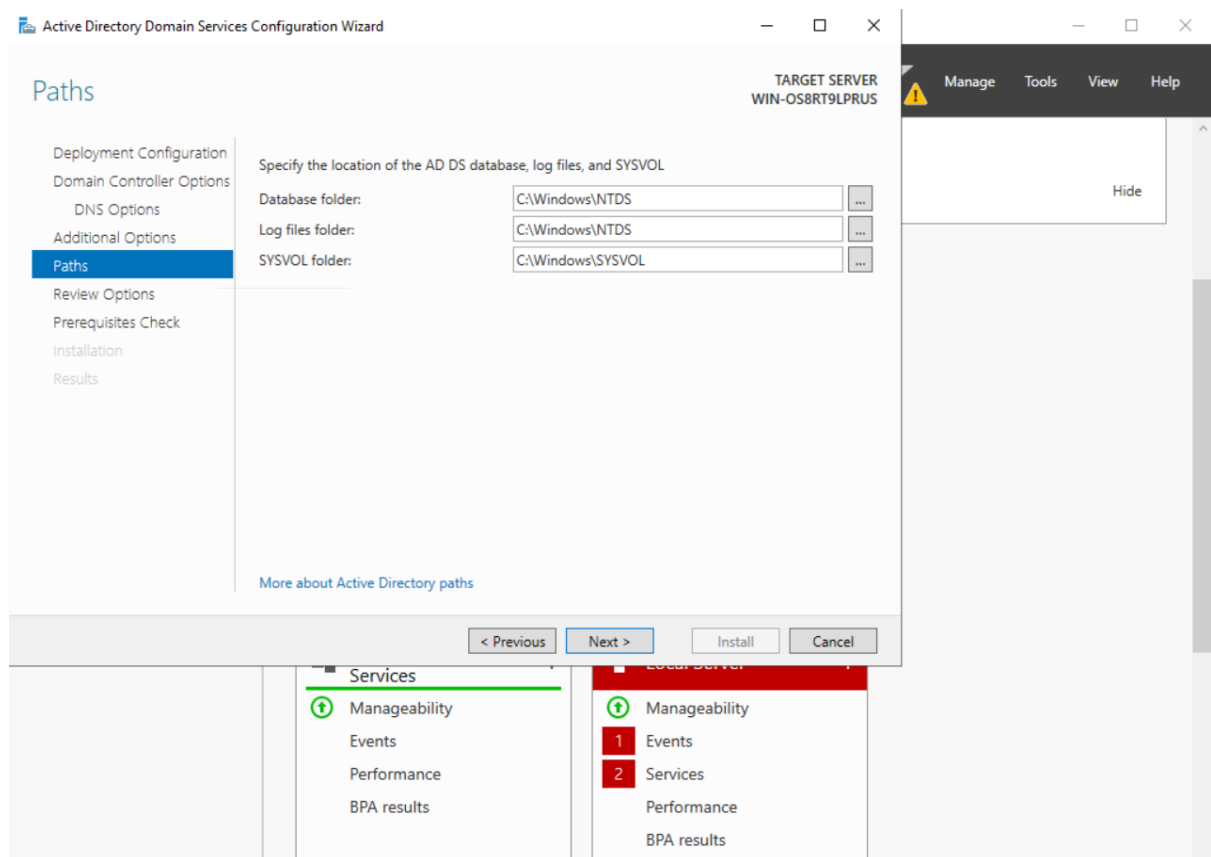 Active Directory Domain Services Configuration Wizard
Paths
TARGET SERVER
WIN-OS8RT9LPRUS
Manage Tools View Help
Deployment Configuration
Domain Controller Options
DNS Options
Additional Options
Paths
Review Options
Prerequisites Check
Installation
Results
Specify the location of the AD DS database, log files, and SYSVOL
Database folder: C:\Windows\NTDS ...
Log files folder: C:\Windows\NTDS ...
SYSVOL folder: C:\Windows\SYSVOL ...
More about Active Directory paths
< Previous Next > Install Cancel
Hide
Services
Manageability
Events
Performance
BPA results
Manageability
1 Events
2 Services
Performance
BPA results